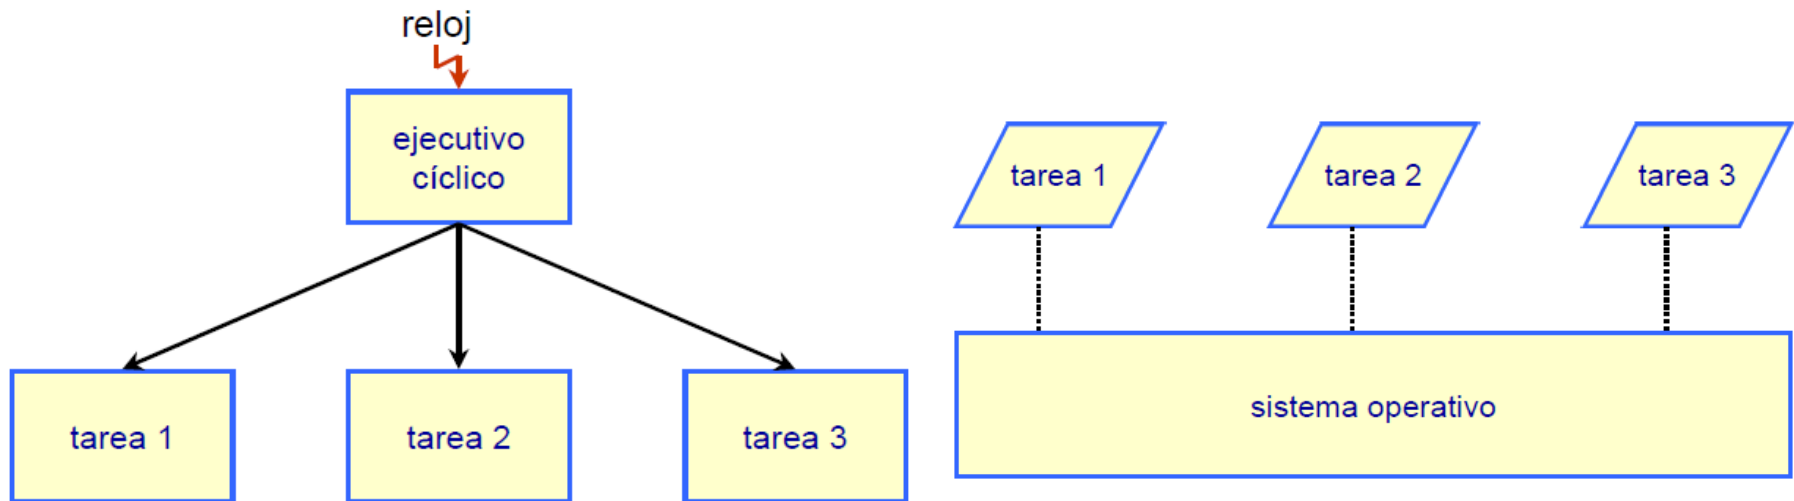 reloj
ejecutivo
cíclico
tarea 1
tarea 2
tarea 3
tarea 1
tarea 2
tarea 3
sistema operativo